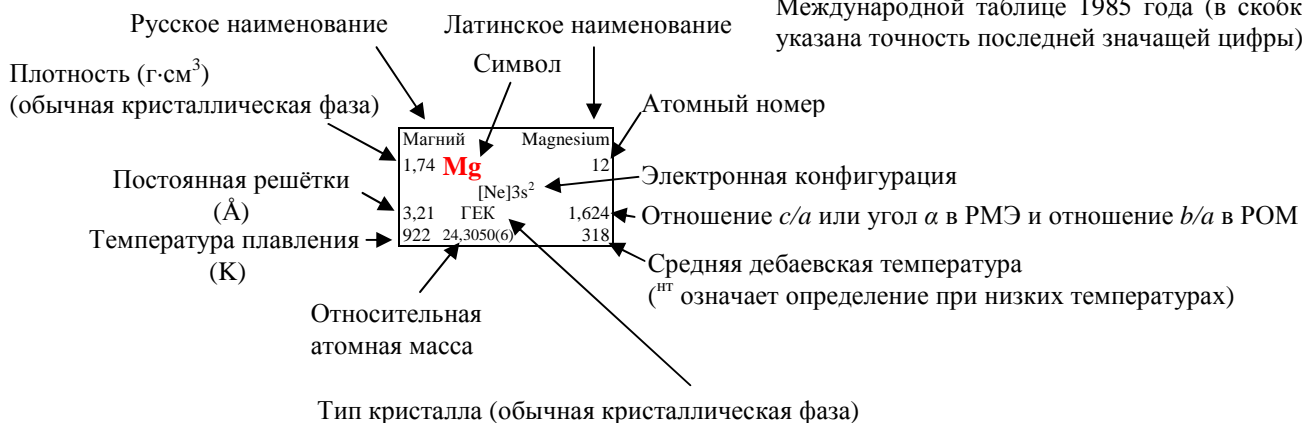 Международной таблице 1985 года (в скобк
указана точность последней значащей цифры)
Русское наименование
Латинское наименование
Символ
Плотность (г·см³)
(обычная кристаллическая фаза)
Атомный номер
Магний Magnesium
1,74 Mg 12
[Ne]3s²
3,21 ГЕК 1,624
922 24,3050(6) 318
Электронная конфигурация
Постоянная решётки
(Å)
Отношение c/a или угол α в РМЭ и отношение b/a в РОМ
Температура плавления
(K)
Средняя дебаевская температура
(ⁿᵀ означает определение при низких температурах)
Относительная
атомная масса
Тип кристалла (обычная кристаллическая фаза)